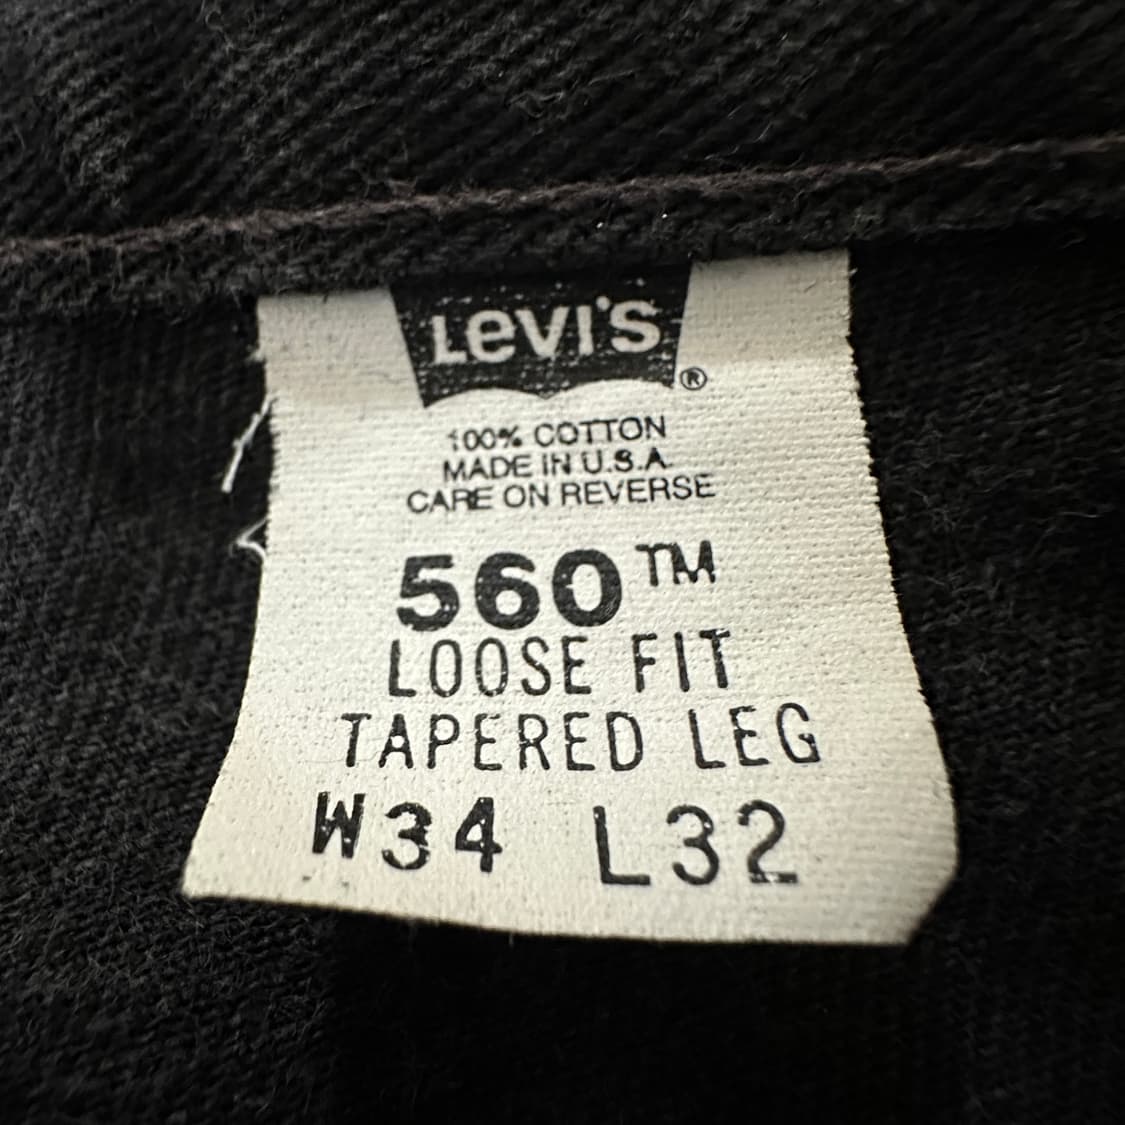 LEVI'S
®
100% COTTON
MADE IN U.S.A.
CARE ON REVERSE
560™
LOOSE FIT
TAPERED LEG
W34 L32